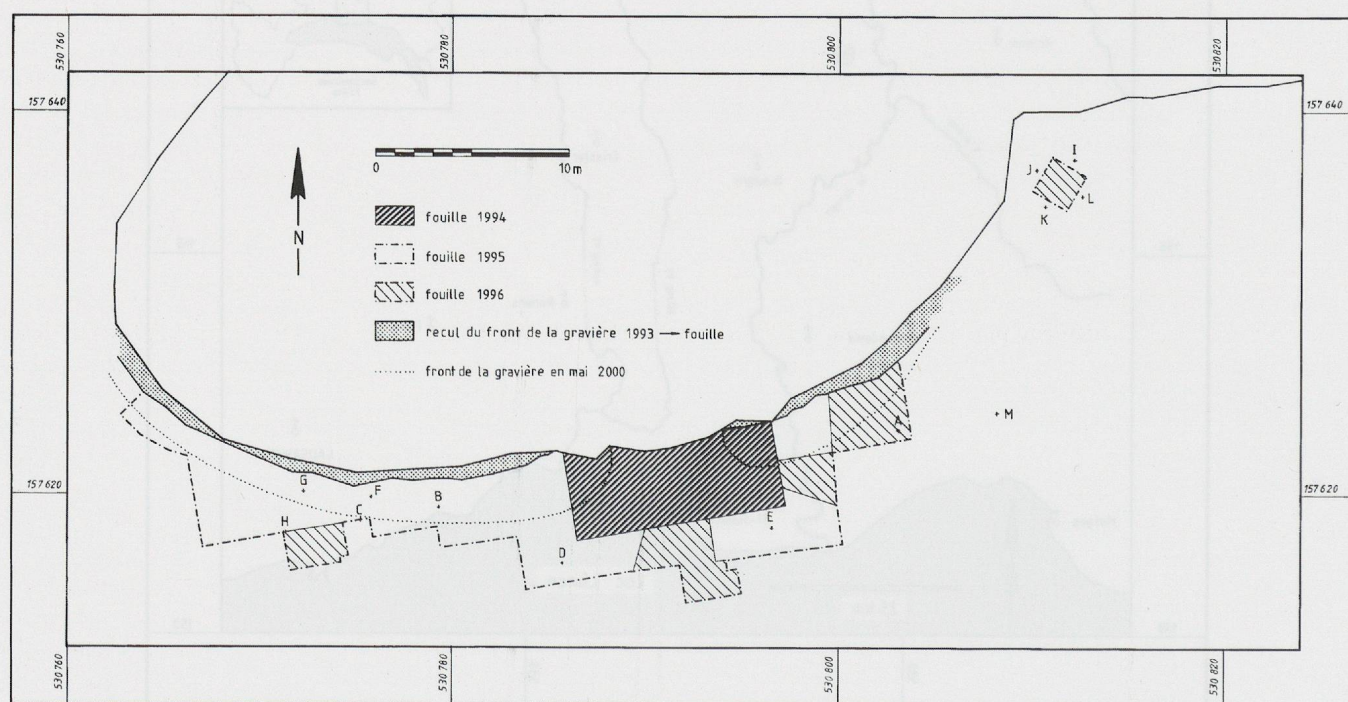 530 760
530 780
530 800
530 820
157 640
157 640
0 10 m
N
fouille 1994
fouille 1995
fouille 1996
recul du front de la gravière 1993 → fouille
front de la gravière en mai 2000
I
J
L
K
M
A
G
F
B
157 620
157 620
C
H
E
D
530 760
530 780
530 800
530 820